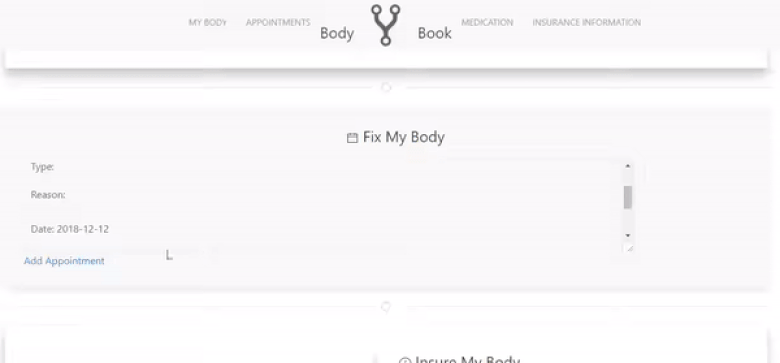 MY BODY APPOINTMENTS Body Book MEDICATION INSURANCE INFORMATION
Fix My Body
Type:
Reason:
Date: 2018-12-12
Add Appointment
Insure My Body